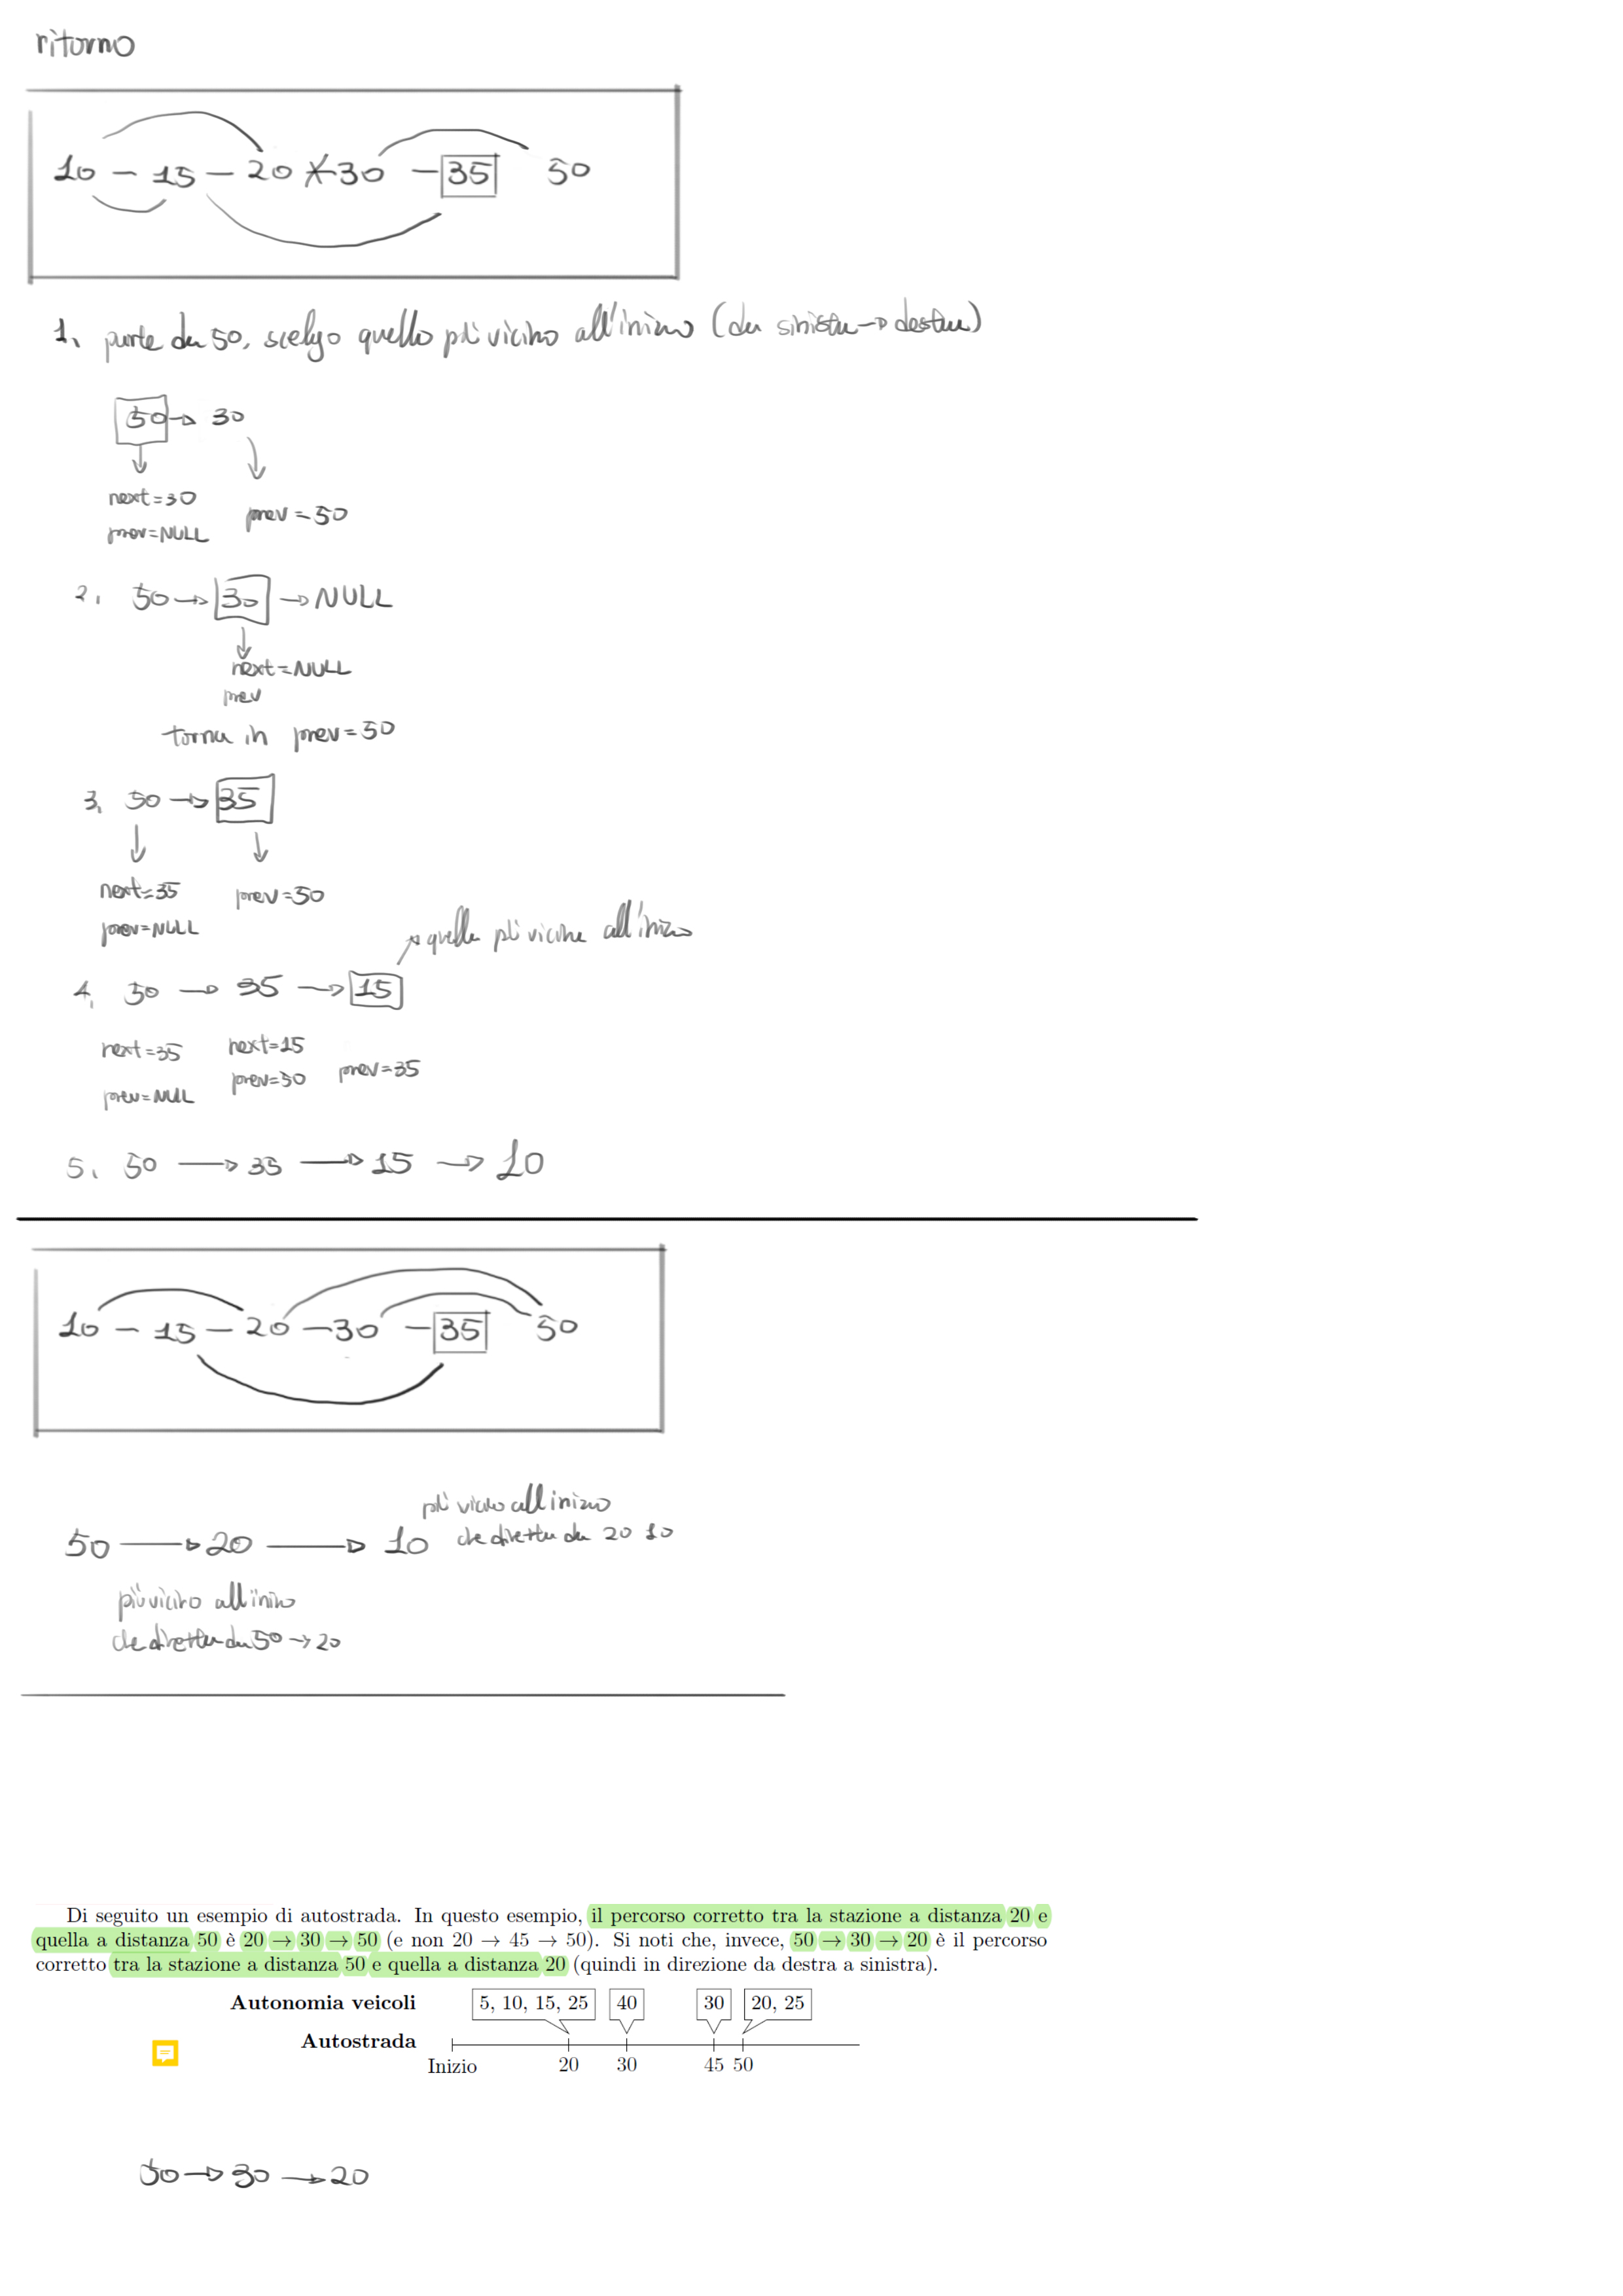 ritorno
10 - 15 - 20 - 30 - 35 50
1. parte da 50, scelgo quello più vicino all'inizio (da sinistra → destra)
50 → 30
next=30
prev=50
prev=NULL
2. 50 → 30 → NULL
next=NULL
prev
torna in prev=50
3. 50 → 35
next=35 prev=50
prev=NULL
quella più vicina all'inizio
4. 50 → 35 → 15
next=35 next=15
prev=50 prev=35
prev=NULL
5. 50 → 35 → 15 → 10
10 - 15 - 20 - 30 - 35 50
più vicino all inizio
50 → 20 → 10 che diretta da 20 10
più vicino all'inizio
che diretta da 50 → 20
Di seguito un esempio di autostrada. In questo esempio, il percorso corretto tra la stazione a distanza 20 e
quella a distanza 50 è 20 → 30 → 50 (e non 20 → 45 → 50). Si noti che, invece, 50 → 30 → 20 è il percorso
corretto tra la stazione a distanza 50 e quella a distanza 20 (quindi in direzione da destra a sinistra).
Autonomia veicoli 5, 10, 15, 25 40 30 20, 25
Autostrada
Inizio 20 30 45 50
50 → 30 → 20